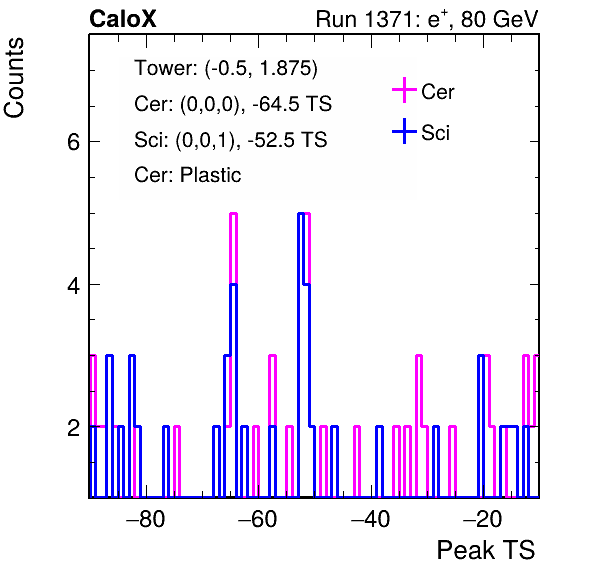 CaloX Run 1371: e⁺, 80 GeV
Counts
Tower: (-0.5, 1.875)
Cer: (0,0,0), -64.5 TS
Sci: (0,0,1), -52.5 TS
Cer: Plastic
Cer
Sci
6
4
2
−80 −60 −40 −20
Peak TS